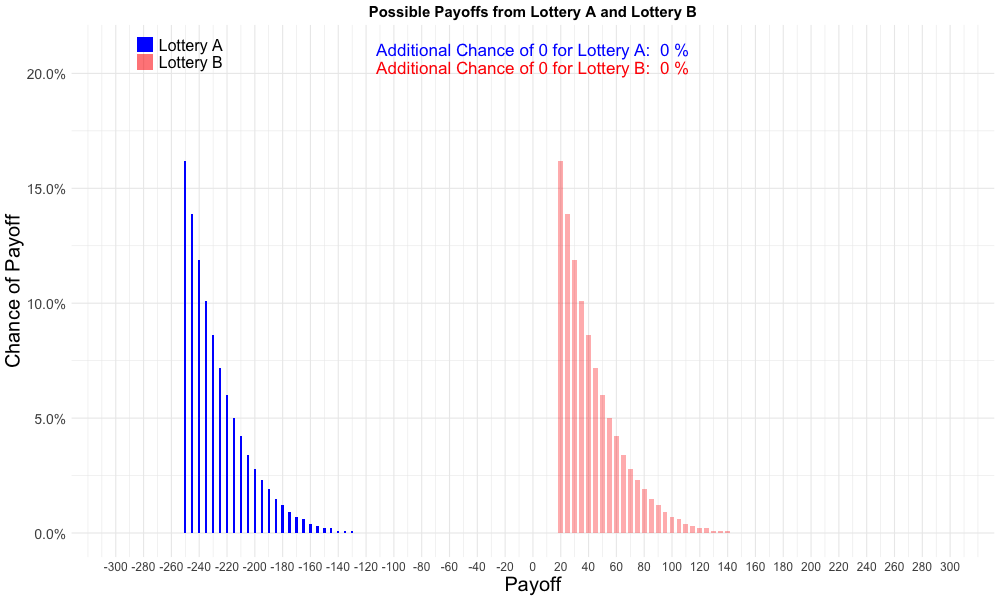 Possible Payoffs from Lottery A and Lottery B
Lottery A
Lottery B
Additional Chance of 0 for Lottery A: 0 %
Additional Chance of 0 for Lottery B: 0 %
Chance of Payoff
20.0%
15.0%
10.0%
5.0%
0.0%
-300 -280 -260 -240 -220 -200 -180 -160 -140 -120 -100 -80 -60 -40 -20 0 20 40 60 80 100 120 140 160 180 200 220 240 260 280 300
Payoff